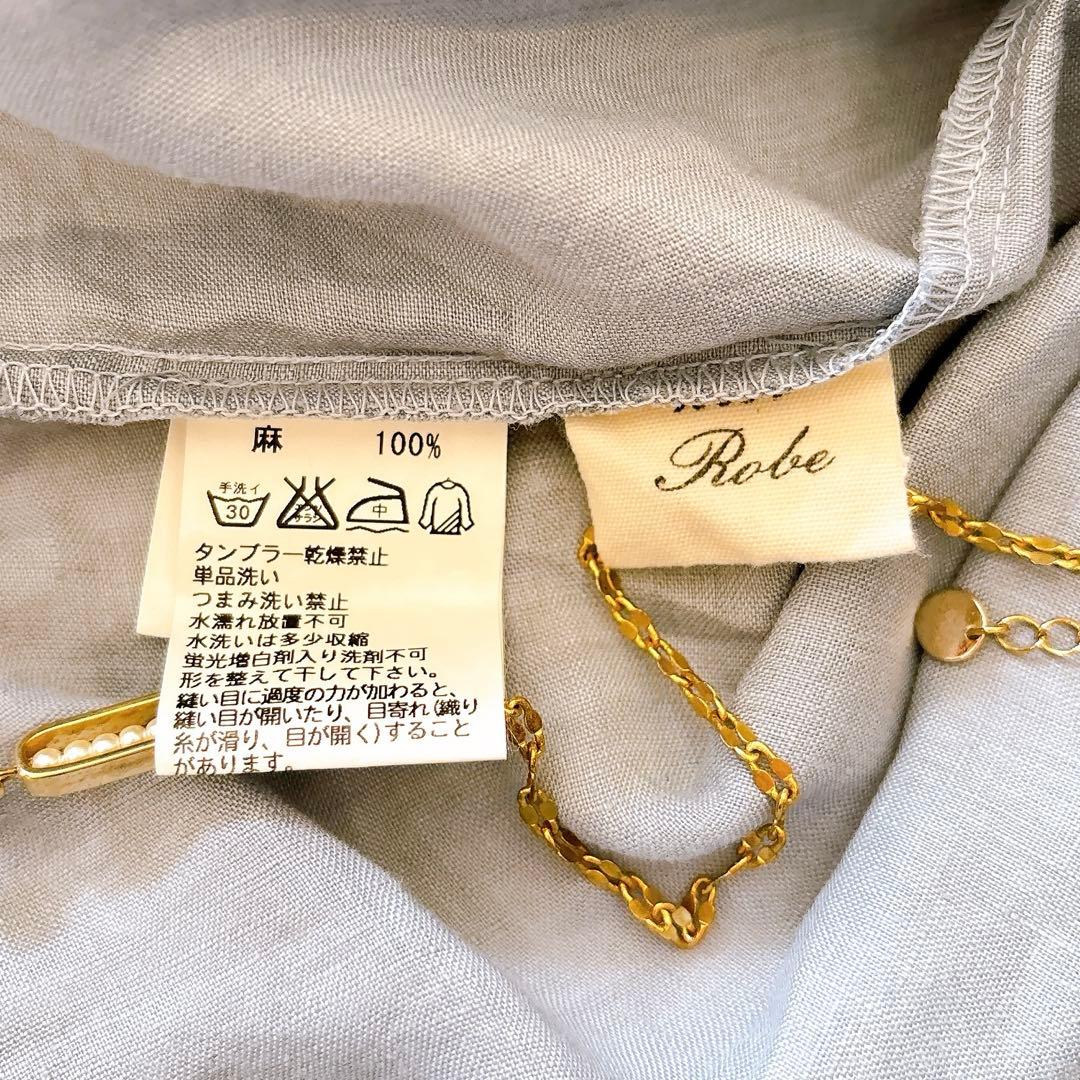 麻 100%
手洗イ
30
中
タンブラー乾燥禁止
単品洗い
つまみ洗い禁止
水濡れ放置不可
水洗いは多少収縮
蛍光増白剤入り洗剤不可
形を整えて干して下さい。
縫い目に過度の力が加わると、
縫い目が開いたり、目寄れ(織り
糸が滑り、目が開く)すること
があります。
Robe